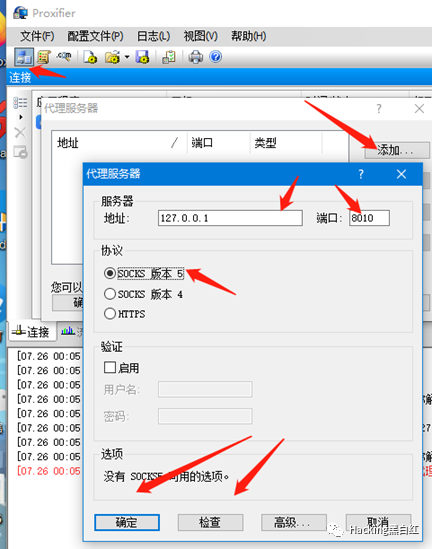 Proxifier
文件(F) 配置文件(P) 日志(L) 视图(V) 帮助(H)
.com
连接
代理服务器 ? ×
地址 / 端口 类型
添加...
代理服务器 ? ×
服务器
地址: 127.0.0.1 端口: 8010
协议
SOCKS 版本 5
SOCKS 版本 4
HTTPS
您可以
验证
启用
用户名:
密码:
连接
[07.26 00:05
[07.26 00:05
[07.26 00:05
[07.26 00:05
[07.26 00:05
[07.26 00:05
[07.26 00:05
[07.26 00:05
选项
没有 SOCKS5 可用的选项。
确定 检查 高级... 取消
Hacking黑白红